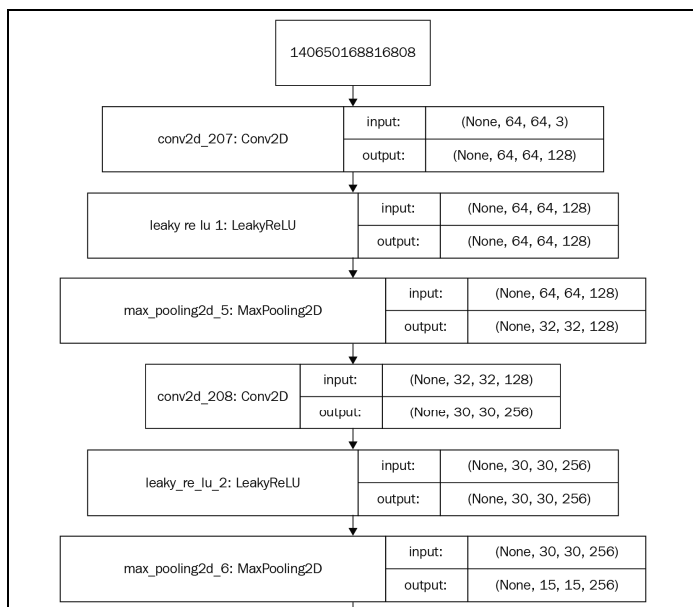 140650168816808
conv2d_207: Conv2D
input:
(None, 64, 64, 3)
output:
(None, 64, 64, 128)
leaky re lu 1: LeakyReLU
input:
(None, 64, 64, 128)
output:
(None, 64, 64, 128)
max_pooling2d_5: MaxPooling2D
input:
(None, 64, 64, 128)
output:
(None, 32, 32, 128)
conv2d_208: Conv2D
input:
(None, 32, 32, 128)
output:
(None, 30, 30, 256)
leaky_re_lu_2: LeakyReLU
input:
(None, 30, 30, 256)
output:
(None, 30, 30, 256)
max_pooling2d_6: MaxPooling2D
input:
(None, 30, 30, 256)
output:
(None, 15, 15, 256)